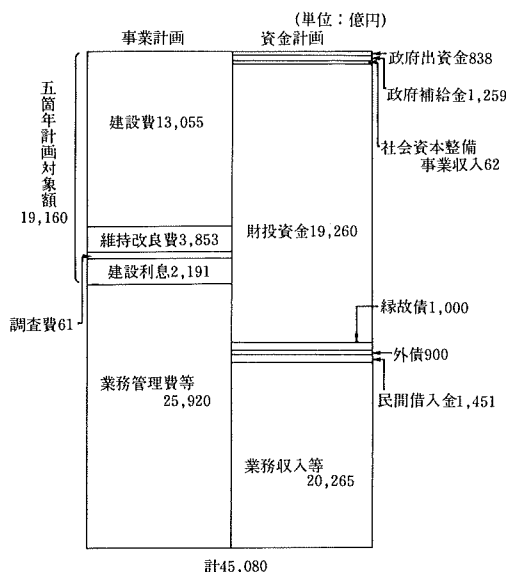 (単位：億円)
事業計画
資金計画
五箇年計画対象額
19,160
建設費13,055
維持改良費3,853
建設利息2,191
調査費61
業務管理費等
25,920
政府出資金838
政府補給金1,259
社会資本整備
事業収入62
財投資金19,260
縁故債1,000
外債900
民間借入金1,451
業務収入等
20,265
計45,080